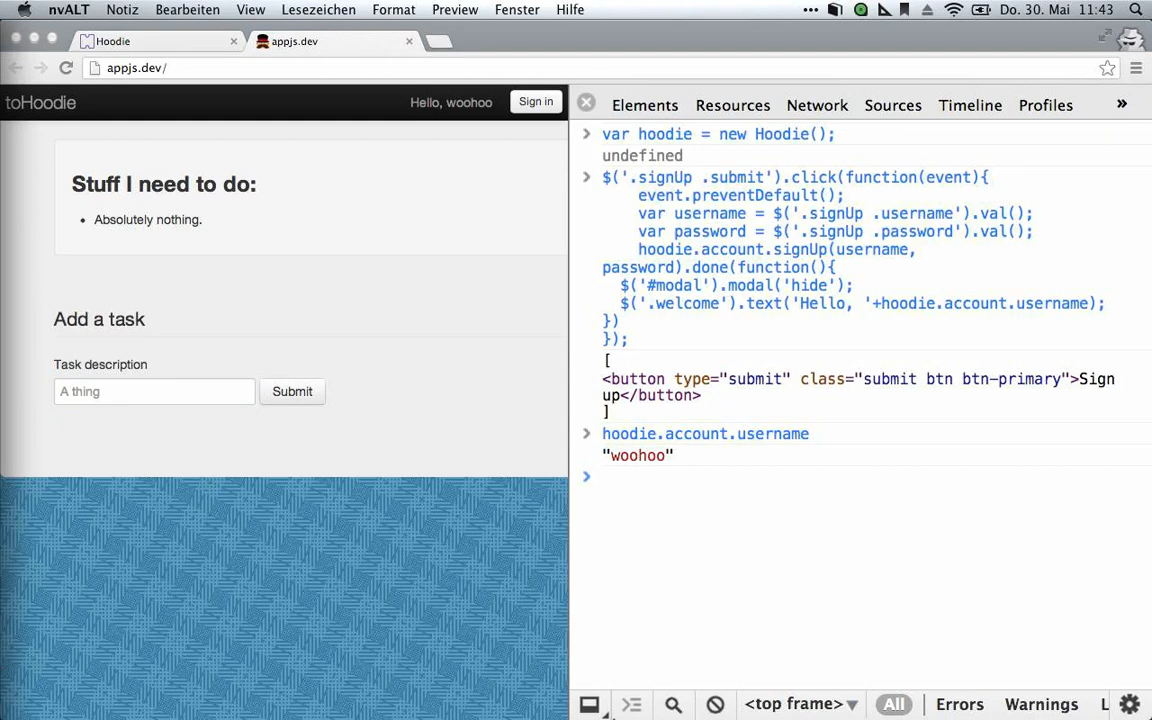 nvALT Notiz Bearbeiten View Lesezeichen Format Preview Fenster Hilfe Do. 30. Mai 11:43
Hoodie appjs.dev
appjs.dev/
toHoodie Hello, woohoo Sign in
Stuff I need to do:
Absolutely nothing.
Add a task
Task description
A thing Submit
Elements Resources Network Sources Timeline Profiles »
var hoodie = new Hoodie();
undefined
$('.signUp .submit').click(function(event){
event.preventDefault();
var username = $('.signUp .username').val();
var password = $('.signUp .password').val();
hoodie.account.signUp(username,
password).done(function(){
$('#modal').modal('hide');
$('.welcome').text('Hello, '+hoodie.account.username);
})
});
[
<button type="submit" class="submit btn btn-primary">Sign
up</button>
]
hoodie.account.username
"woohoo"
<top frame> All Errors Warnings L